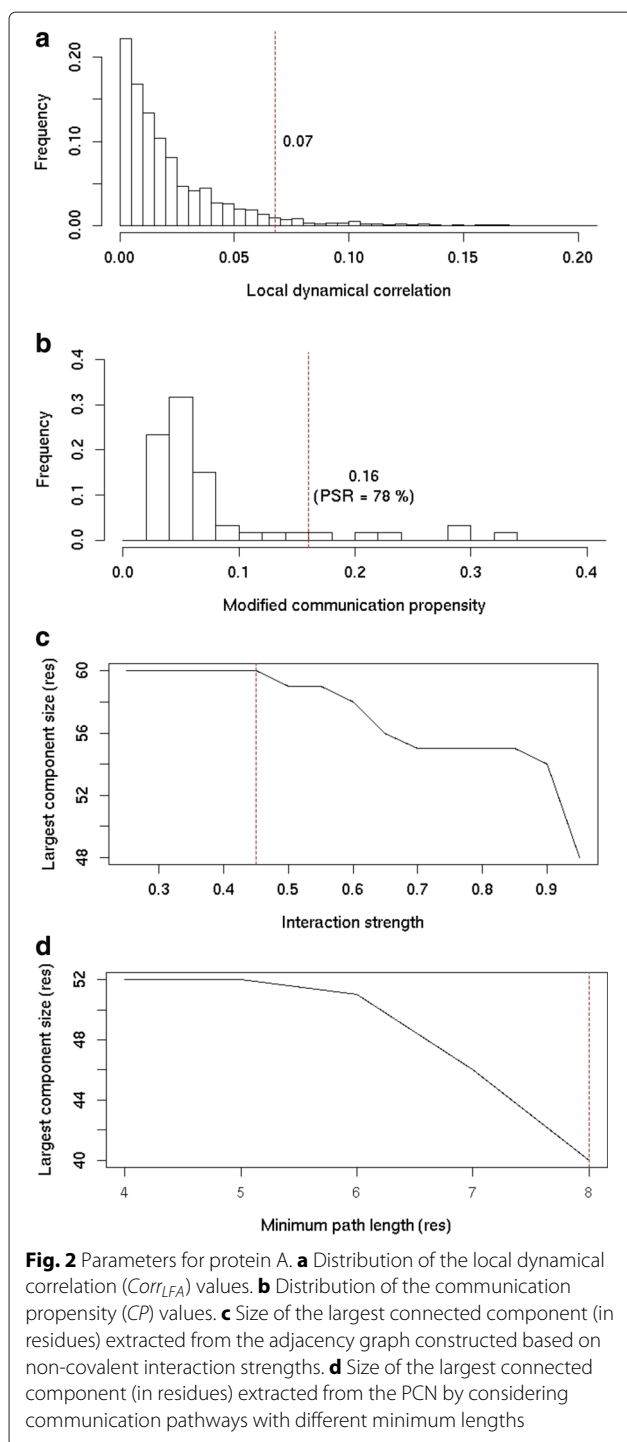 a
Frequency
0.20
0.10
0.00
0.07
0.00 0.05 0.10 0.15 0.20
Local dynamical correlation
b
Frequency
0.4
0.3
0.2
0.1
0.0
0.16
(PSR = 78 %)
0.0 0.1 0.2 0.3 0.4
Modified communication propensity
c
Largest component size (res)
60
56
52
48
0.3 0.4 0.5 0.6 0.7 0.8 0.9
Interaction strength
d
Largest component size (res)
52
48
44
40
4 5 6 7 8
Minimum path length (res)
Fig. 2 Parameters for protein A. a Distribution of the local dynamical
correlation (Corr_LFA) values. b Distribution of the communication
propensity (CP) values. c Size of the largest connected component (in
residues) extracted from the adjacency graph constructed based on
non-covalent interaction strengths. d Size of the largest connected
component (in residues) extracted from the PCN by considering
communication pathways with different minimum lengths